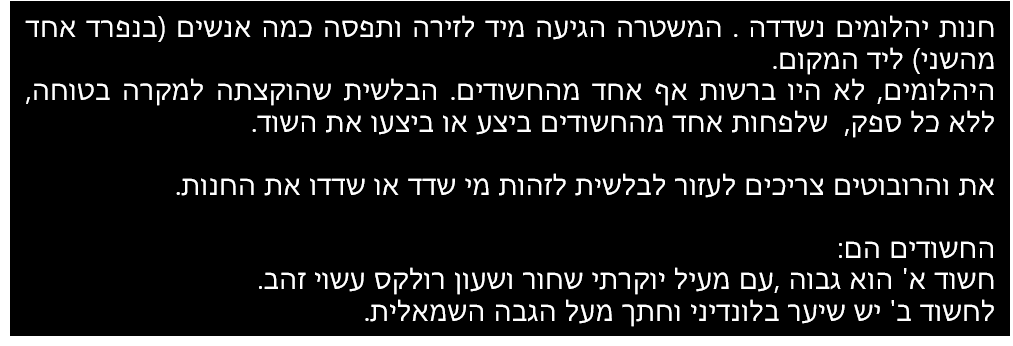 חנות יהלומים נשדדה . המשטרה הגיעה מיד לזירה ותפסה כמה אנשים (בנפרד אחד
מהשני) ליד המקום.
היהלומים, לא היו ברשות אף אחד מהחשודים. הבלשית שהוקצתה למקרה בטוחה,
ללא כל ספק,  שלפחות אחד מהחשודים ביצע או ביצעו את השוד.
את והרובוטים צריכים לעזור לבלשית לזהות מי שדד או שדדו את החנות.
החשודים הם:
חשוד א' הוא גבוה ,עם מעיל יוקרתי שחור ושעון רולקס עשוי זהב.
לחשוד ב' יש שיער בלונדיני וחתך מעל הגבה השמאלית.